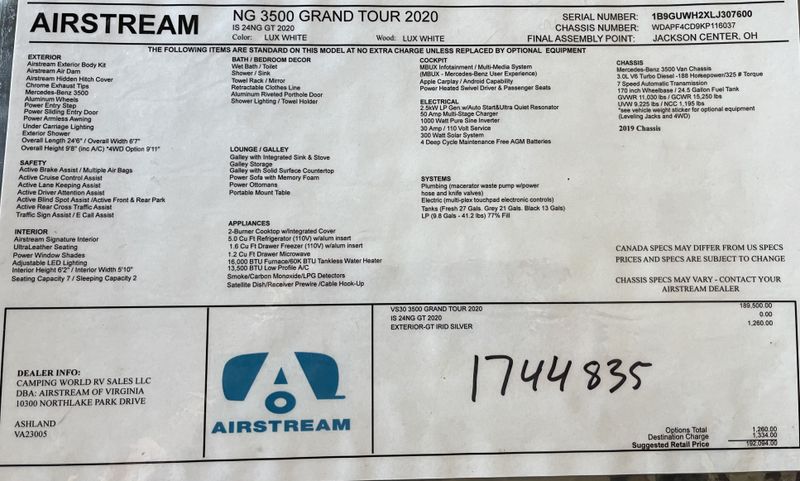 AIRSTREAM
NG 3500 GRAND TOUR 2020
IS 24NG GT 2020
Color: LUX WHITE Wood: LUX WHITE
SERIAL NUMBER: 1B9GUWH2XLJ307600
CHASSIS NUMBER: WDAPF4CD9KP116037
FINAL ASSEMBLY POINT: JACKSON CENTER, OH
THE FOLLOWING ITEMS ARE STANDARD ON THIS MODEL AT NO EXTRA CHARGE UNLESS REPLACED BY OPTIONAL EQUIPMENT
EXTERIOR
Airstream Exterior Body Kit
Airstream Air Dam
Airstream Hidden Hitch Cover
Chrome Exhaust Tips
Mercedes-Benz 3500
Aluminum Wheels
Power Entry Step
Power Sliding Entry Door
Power Armless Awning
Under Carriage Lighting
Exterior Shower
Overall Length 24'6" / Overall Width 6'7"
Overall Height 9'8" (inc A/C) *4WD Option 9'11"
SAFETY
Active Brake Assist / Multiple Air Bags
Active Cruise Control Assist
Active Lane Keeping Assist
Active Driver Attention Assist
Active Blind Spot Assist /Active Front & Rear Park
Active Rear Cross Traffic Assist
Traffic Sign Assist / E Call Assist
INTERIOR
Airstream Signature Interior
UltraLeather Seating
Power Window Shades
Adjustable LED Lighting
Interior Height 6'2" / Interior Width 5'10"
Seating Capacity 7 / Sleeping Capacity 2
BATH / BEDROOM DECOR
Wet Bath / Toilet
Shower / Sink
Towel Rack / Mirror
Retractable Clothes Line
Aluminum Riveted Porthole Door
Shower Lighting / Towel Holder
LOUNGE / GALLEY
Galley with Integrated Sink & Stove
Galley Storage
Galley with Solid Surface Countertop
Power Sofa with Memory Foam
Power Ottomans
Portable Mount Table
APPLIANCES
2-Burner Cooktop w/Integrated Cover
5.0 Cu Ft Refrigerator (110V) w/alum insert
1.6 Cu Ft Drawer Freezer (110V) w/alum insert
1.2 Cu Ft Drawer Microwave
16,000 BTU Furnace/60K BTU Tankless Water Heater
13,500 BTU Low Profile A/C
Smoke/Carbon Monoxide/LPG Detectors
Satellite Dish/Receiver Prewire /Cable Hook-Up
COCKPIT
MBUX Infotainment / Multi-Media System
(MBUX - Mercedes-Benz User Experience)
Apple Carplay / Android Capability
Power Heated Swivel Driver & Passenger Seats
ELECTRICAL
2.5kW LP Gen w/Auto Start&Ultra Quiet Resonator
50 Amp Multi-Stage Charger
1000 Watt Pure Sine Inverter
30 Amp / 110 Volt Service
300 Watt Solar System
4 Deep Cycle Maintenance Free AGM Batteries
SYSTEMS
Plumbing (macerator waste pump w/power
hose and knife valves)
Electric (multi-plex touchpad electronic controls)
Tanks (Fresh 27 Gals. Grey 21 Gals. Black 13 Gals)
LP (9.8 Gals - 41.2 lbs) 77% Fill
CHASSIS
Mercedes-Benz 3500 Van Chassis
3.0L V6 Turbo Diesel -188 Horsepower/325 # Torque
7 Speed Automatic Transmission
170 inch Wheelbase / 24.5 Gallon Fuel Tank
GVWR 11,030 lbs / GCWR 15,250 lbs
UVW 9,225 lbs / NCC 1,195 lbs
*see vehicle weight sticker for optional equipment
(Leveling Jacks and 4WD)
2019 Chassis
CANADA SPECS MAY DIFFER FROM US SPECS
PRICES AND SPECS ARE SUBJECT TO CHANGE
CHASSIS SPECS MAY VARY - CONTACT YOUR
AIRSTREAM DEALER
DEALER INFO:
CAMPING WORLD RV SALES LLC
DBA: AIRSTREAM OF VIRGINIA
10300 NORTHLAKE PARK DRIVE
ASHLAND
VA23005
AIRSTREAM
VS30 3500 GRAND TOUR 2020 189,500.00
IS 24NG GT 2020 0.00
EXTERIOR-GT IRID SILVER 1,260.00
1744835
Options Total 1,260.00
Destination Charge 1,334.00
Suggested Retail Price 192,094.00